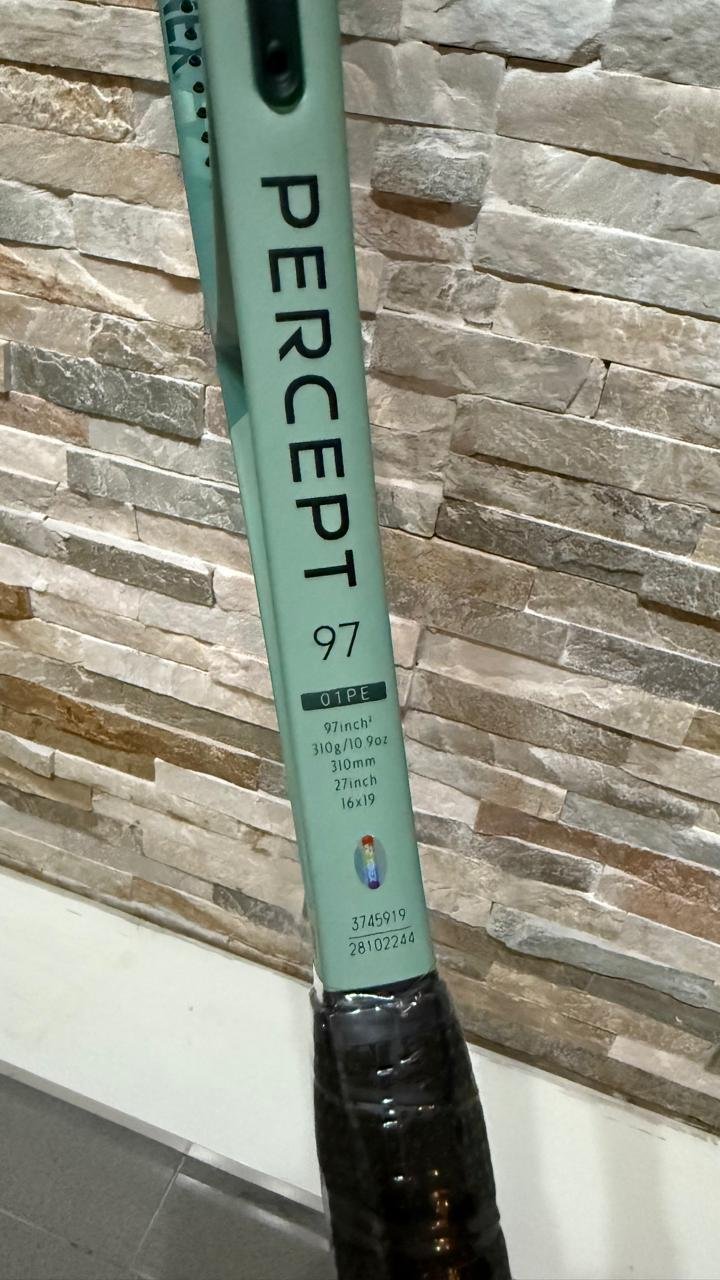 PERCEPT
97
01PE
97inch²
310g/10.9oz
310mm
27inch
16x19
3745919
28102244